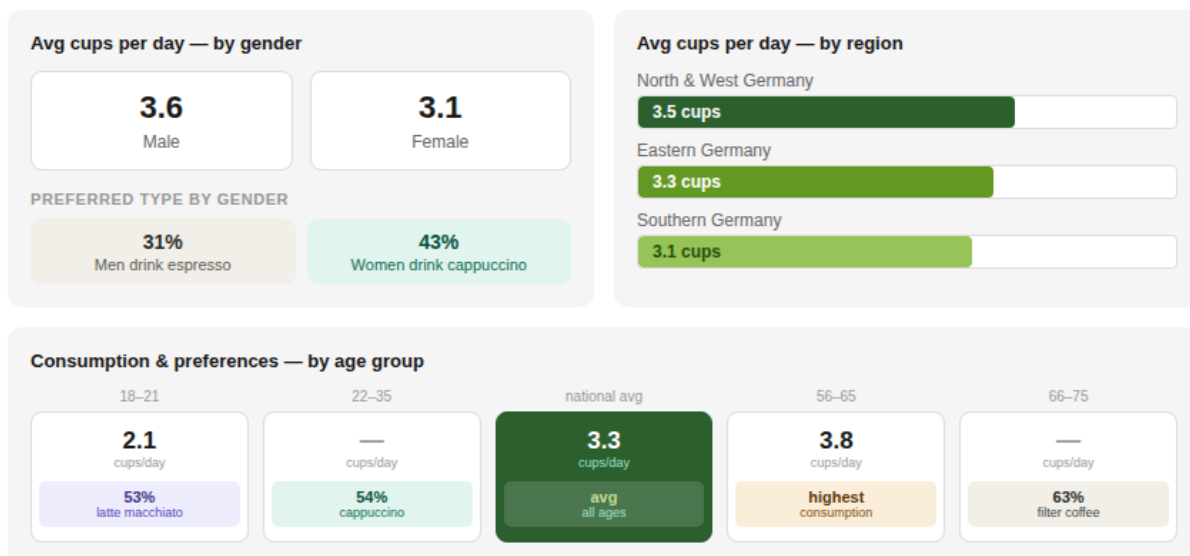 Avg cups per day — by gender
3.6
Male
3.1
Female
PREFERRED TYPE BY GENDER
31%
Men drink espresso
43%
Women drink cappuccino
Avg cups per day — by region
North & West Germany
3.5 cups
Eastern Germany
3.3 cups
Southern Germany
3.1 cups
Consumption & preferences — by age group
18–21
2.1
cups/day
53%
latte macchiato
22–35
—
cups/day
54%
cappuccino
national avg
3.3
cups/day
avg
all ages
56–65
3.8
cups/day
highest
consumption
66–75
—
cups/day
63%
filter coffee